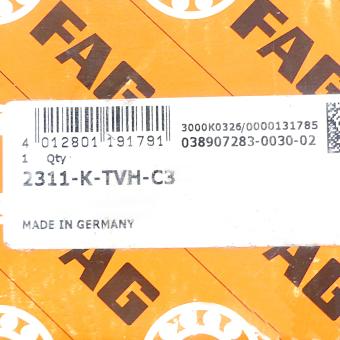 FAG
FAG
3000K0326/0000131785
4 012801 191791
038907283-0030-02
1 Qty
2311-K-TVH-C3
MADE IN GERMANY
FAG
FAG